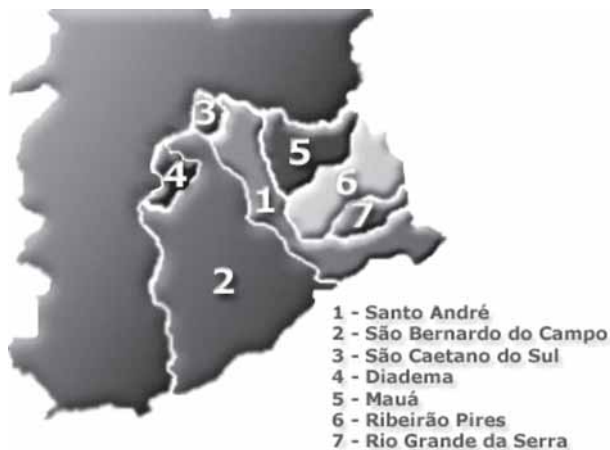 3
5
4
6
1
7
2
1 - Santo André
2 - São Bernardo do Campo
3 - São Caetano do Sul
4 - Diadema
5 - Mauá
6 - Ribeirão Pires
7 - Rio Grande da Serra